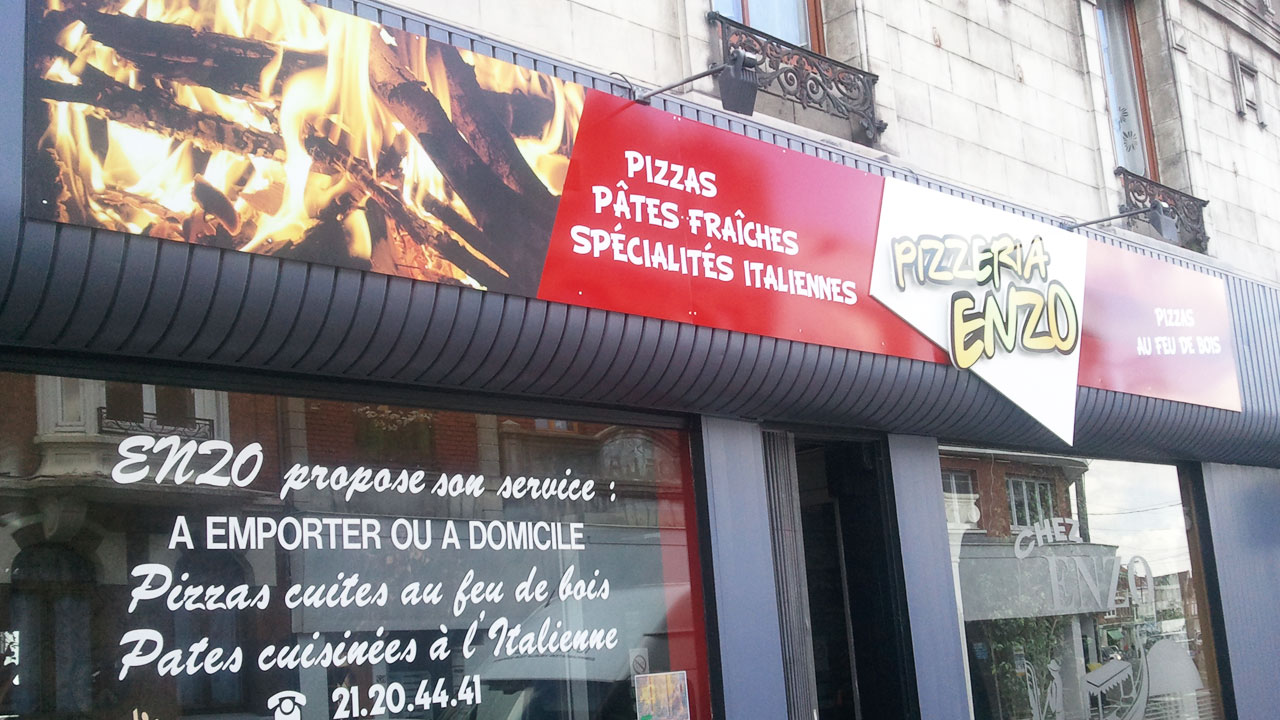 PIZZAS
PÂTES FRAÎCHES
SPÉCIALITÉS ITALIENNES
PIZZERIA
ENZO
PIZZAS
AU FEU DE BOIS
ENZO propose son service :
A EMPORTER OU A DOMICILE
Pizzas cuites au feu de bois
Pates cuisinées à l'Italienne
21.20.44.41
CHEZ
ENZO